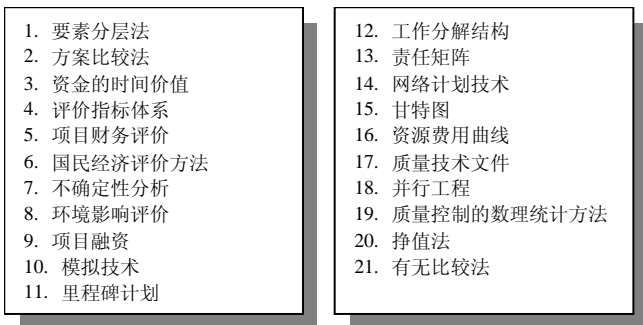 1. 要素分层法
2. 方案比较法
3. 资金的时间价值
4. 评价指标体系
5. 项目财务评价
6. 国民经济评价方法
7. 不确定性分析
8. 环境影响评价
9. 项目融资
10. 模拟技术
11. 里程碑计划
12. 工作分解结构
13. 责任矩阵
14. 网络计划技术
15. 甘特图
16. 资源费用曲线
17. 质量技术文件
18. 并行工程
19. 质量控制的数理统计方法
20. 挣值法
21. 有无比较法